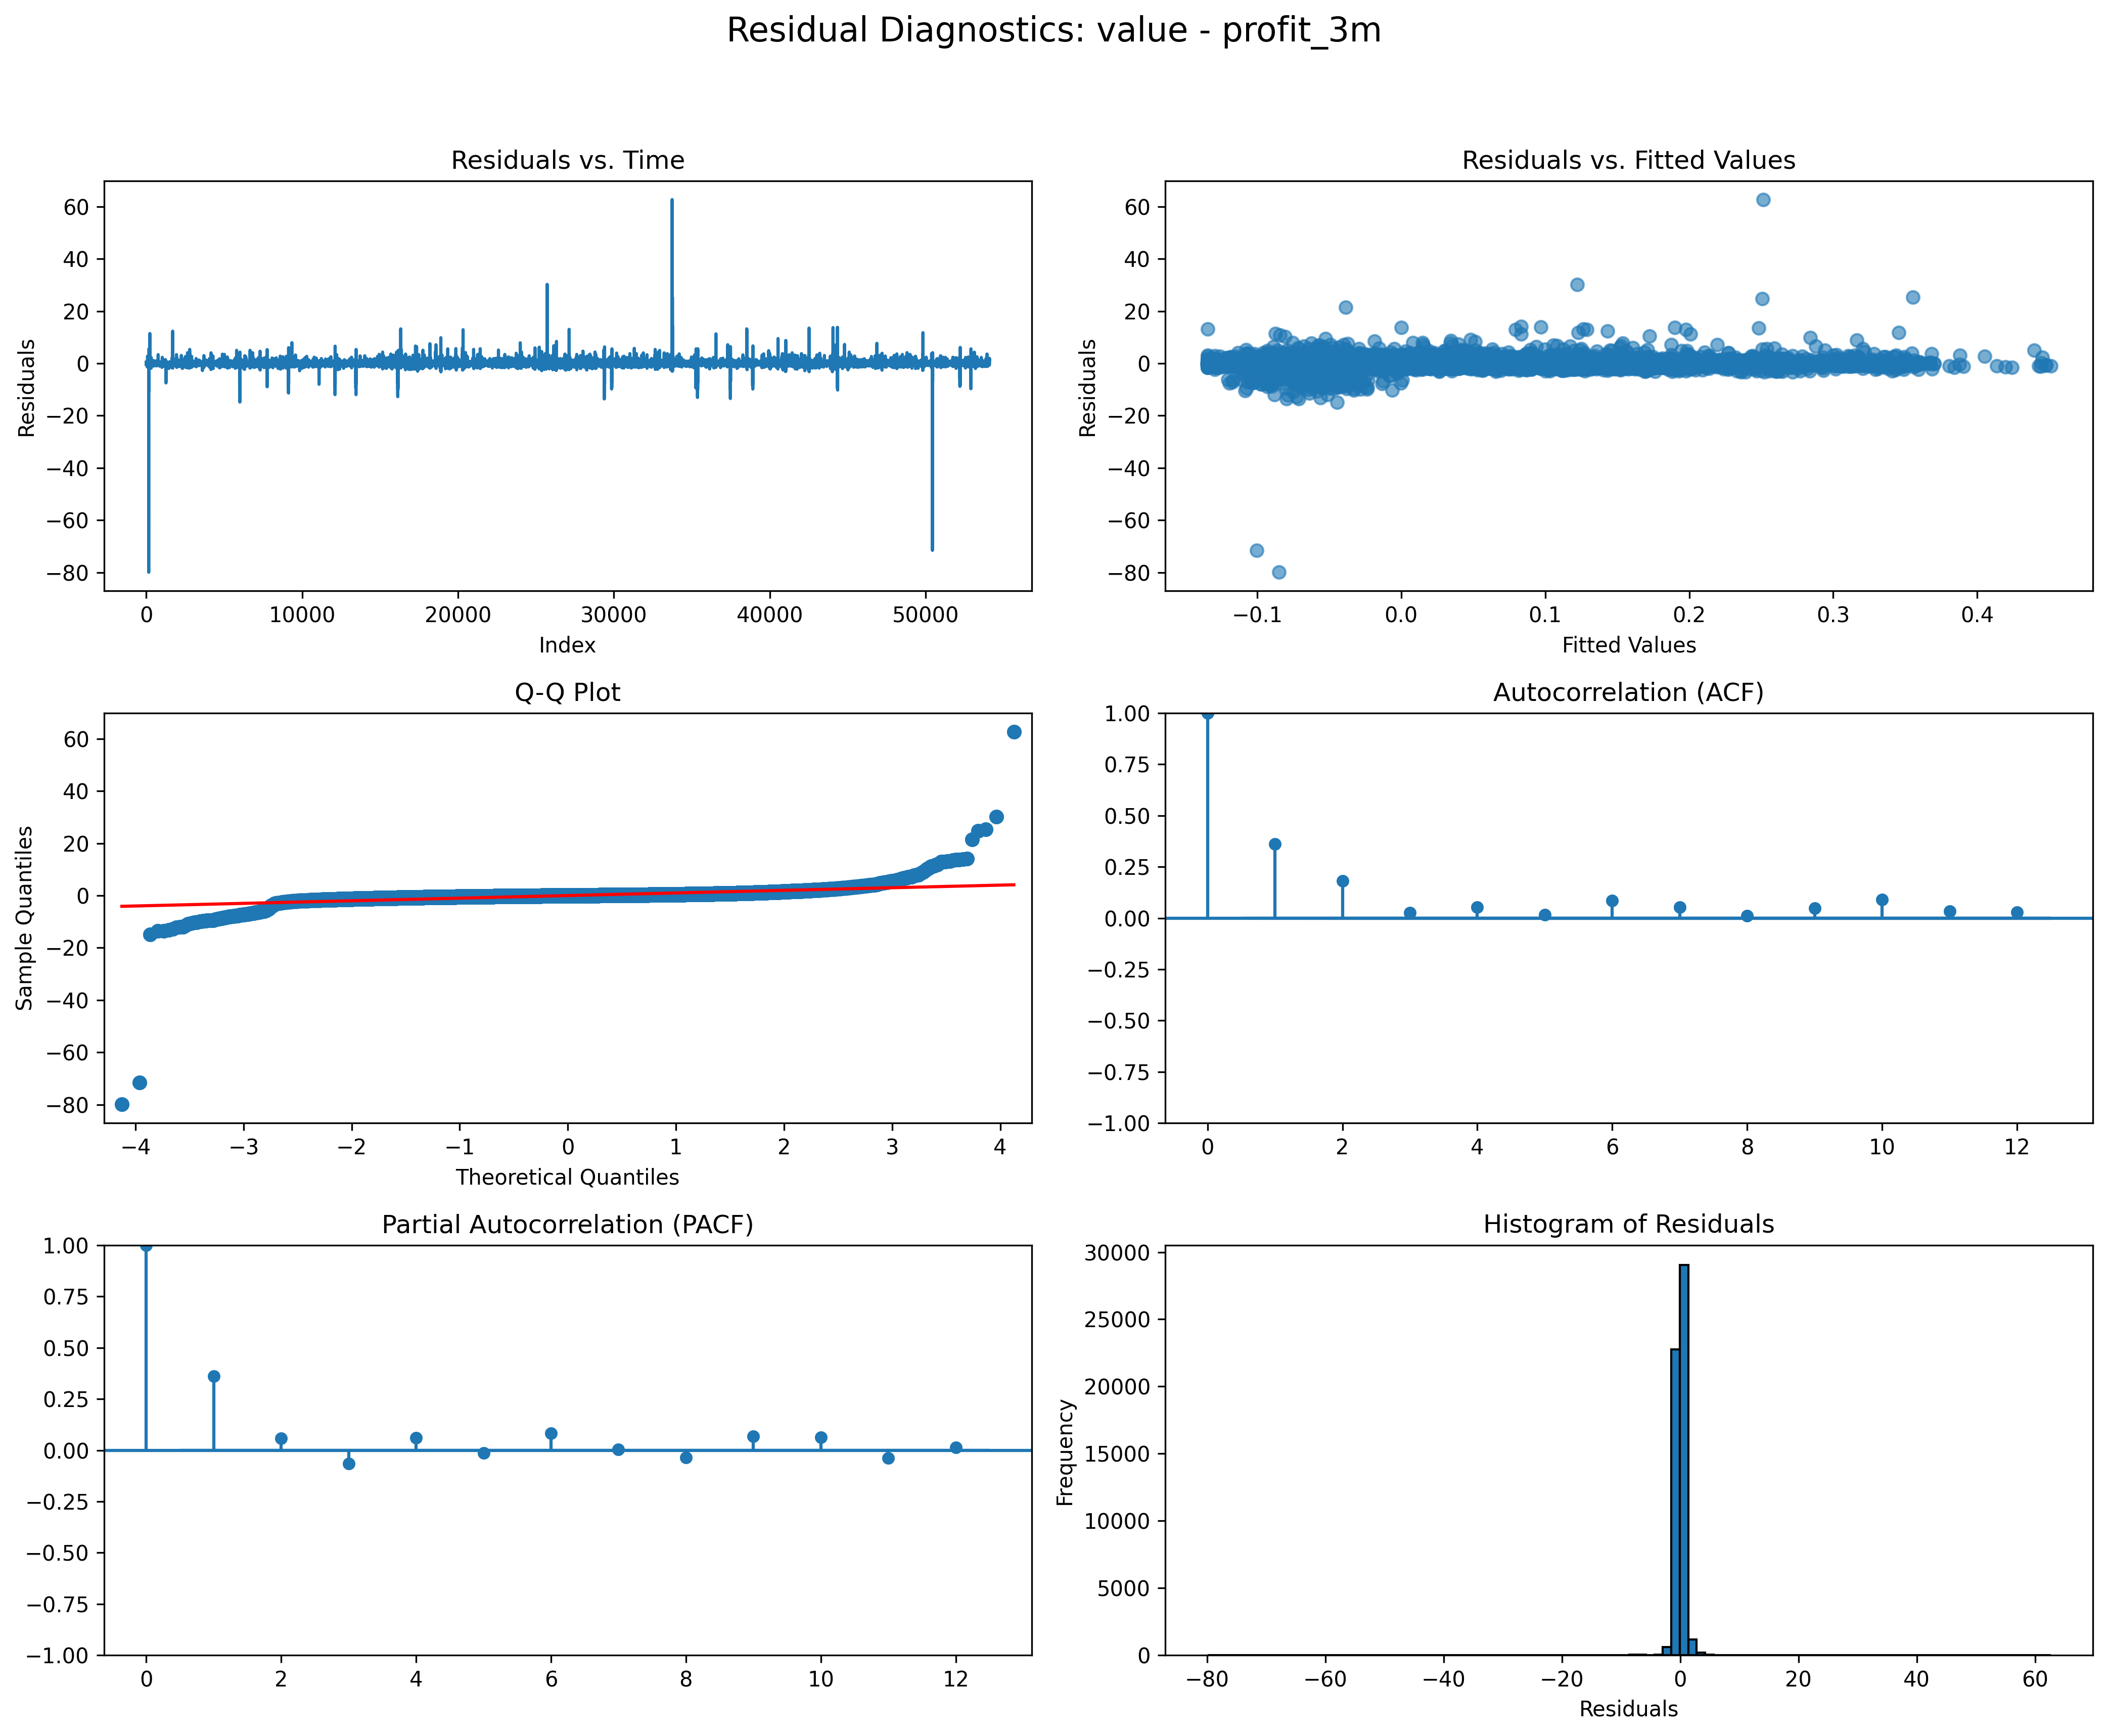 Residual Diagnostics: value - profit_3m
Residuals vs. Time
Residuals
60
40
20
0
−20
−40
−60
−80
0 10000 20000 30000 40000 50000
Index
Residuals vs. Fitted Values
Residuals
60
40
20
0
−20
−40
−60
−80
−0.1 0.0 0.1 0.2 0.3 0.4
Fitted Values
Q-Q Plot
Sample Quantiles
60
40
20
0
−20
−40
−60
−80
−4 −3 −2 −1 0 1 2 3 4
Theoretical Quantiles
Autocorrelation (ACF)
1.00
0.75
0.50
0.25
0.00
−0.25
−0.50
−0.75
−1.00
0 2 4 6 8 10 12
Partial Autocorrelation (PACF)
1.00
0.75
0.50
0.25
0.00
−0.25
−0.50
−0.75
−1.00
0 2 4 6 8 10 12
Histogram of Residuals
Frequency
30000
25000
20000
15000
10000
5000
0
−80 −60 −40 −20 0 20 40 60
Residuals